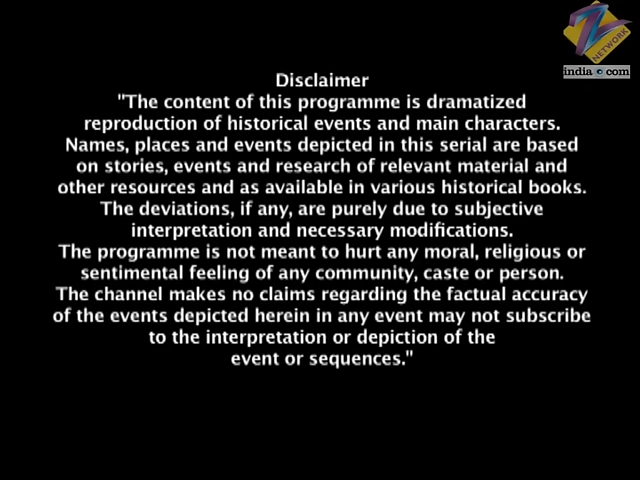 Z
NETWORK
india.com
Disclaimer
"The content of this programme is dramatized
reproduction of historical events and main characters.
Names, places and events depicted in this serial are based
on stories, events and research of relevant material and
other resources and as available in various historical books.
The deviations, if any, are purely due to subjective
interpretation and necessary modifications.
The programme is not meant to hurt any moral, religious or
sentimental feeling of any community, caste or person.
The channel makes no claims regarding the factual accuracy
of the events depicted herein in any event may not subscribe
to the interpretation or depiction of the
event or sequences."